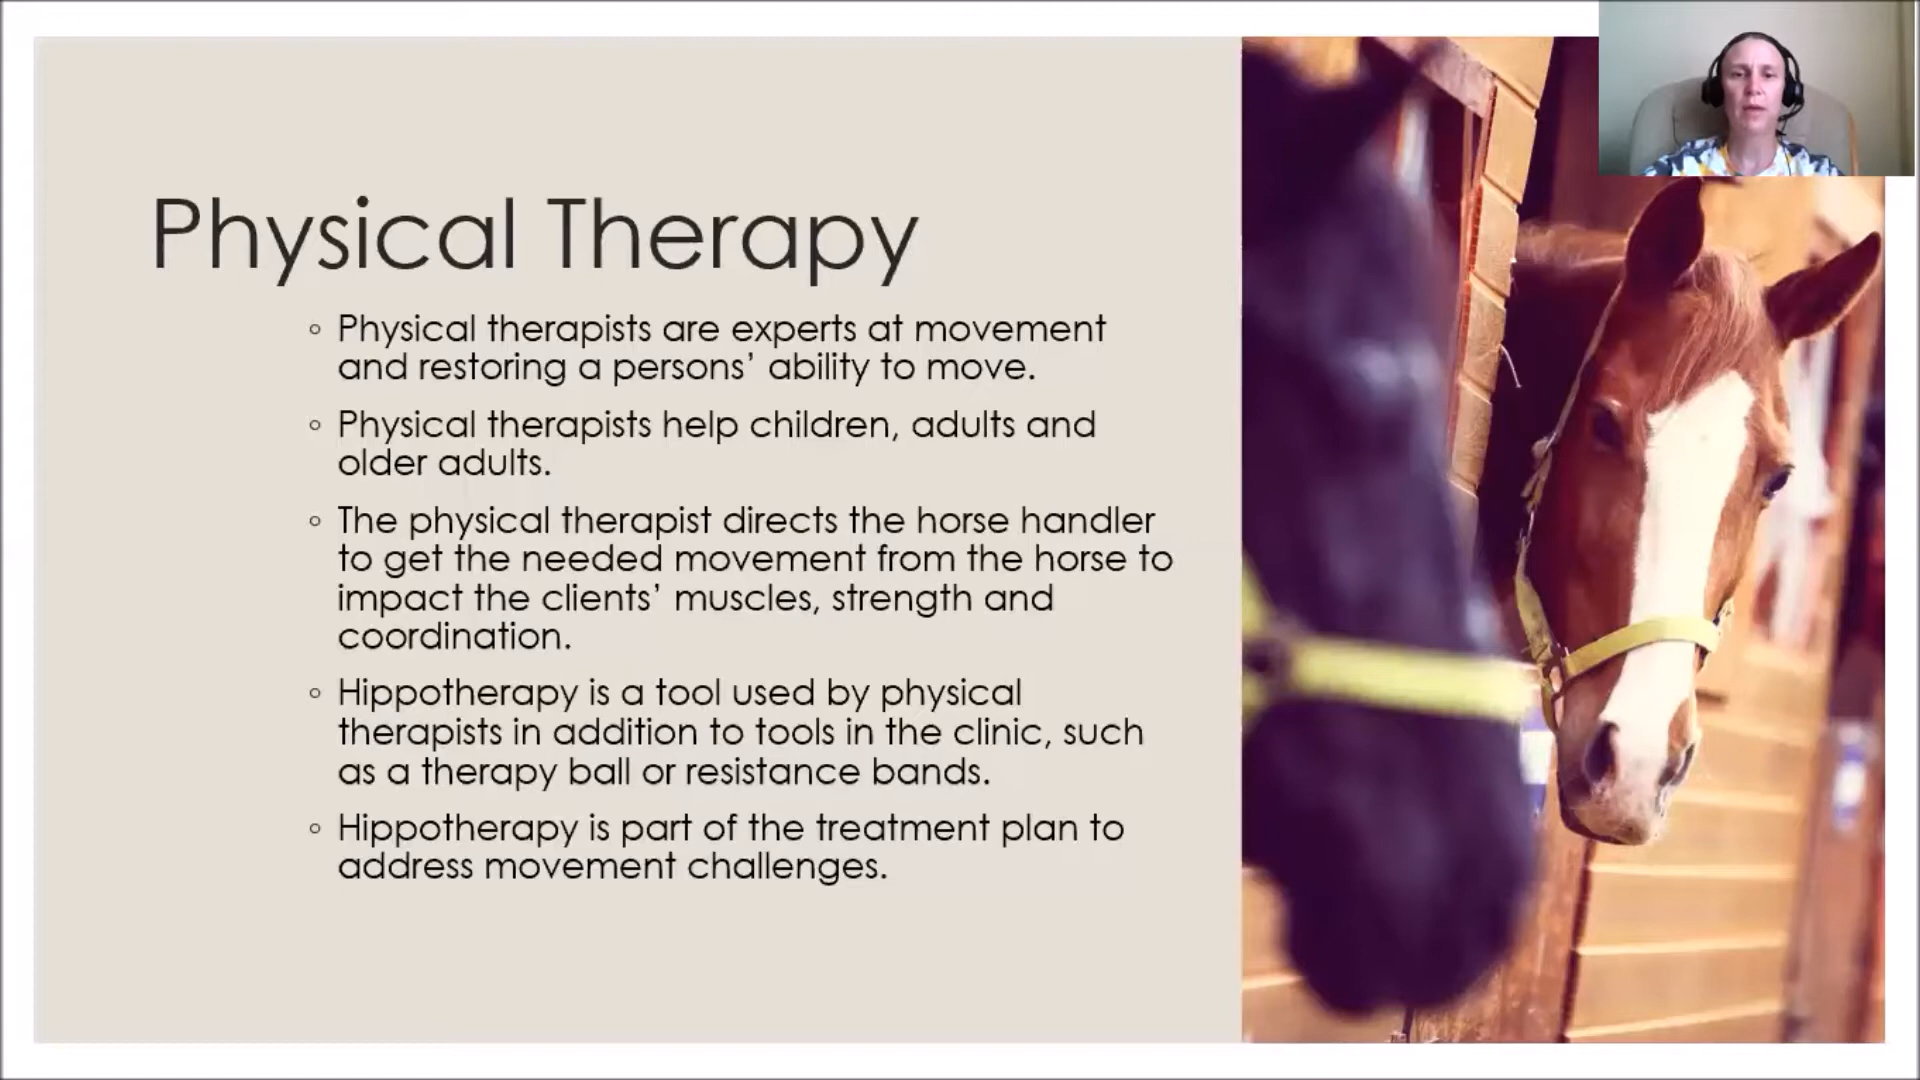 Physical Therapy
◦ Physical therapists are experts at movement
and restoring a persons’ ability to move.
◦ Physical therapists help children, adults and
older adults.
◦ The physical therapist directs the horse handler
to get the needed movement from the horse to
impact the clients’ muscles, strength and
coordination.
◦ Hippotherapy is a tool used by physical
therapists in addition to tools in the clinic, such
as a therapy ball or resistance bands.
◦ Hippotherapy is part of the treatment plan to
address movement challenges.